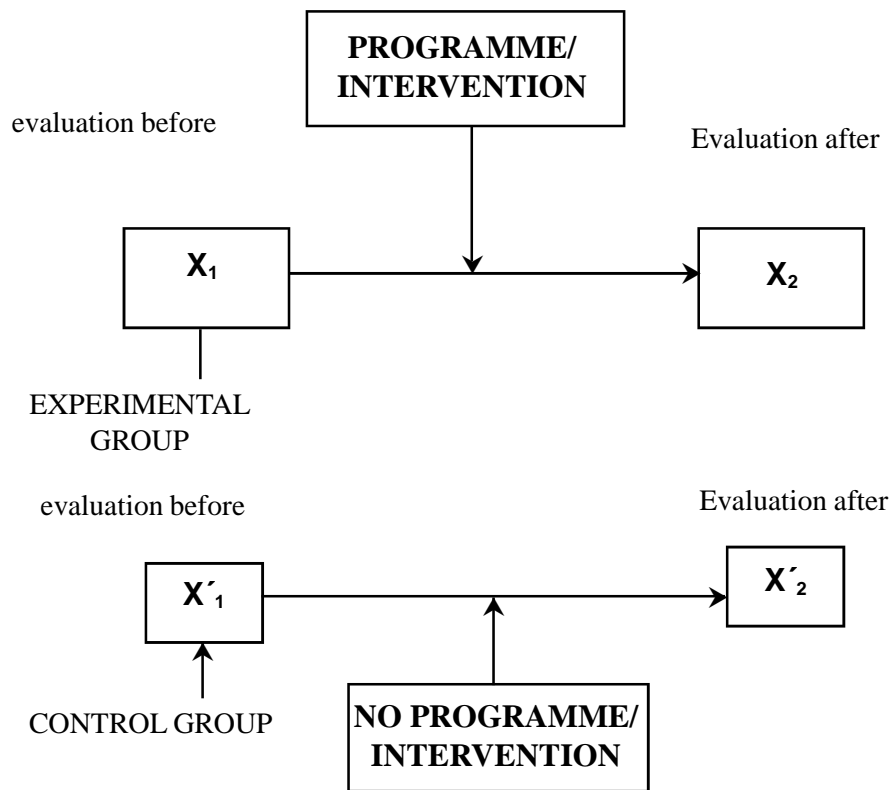 PROGRAMME/
INTERVENTION
evaluation before
Evaluation after
X₁
X₂
EXPERIMENTAL
GROUP
evaluation before
Evaluation after
X´₁
X´₂
CONTROL GROUP
NO PROGRAMME/
INTERVENTION